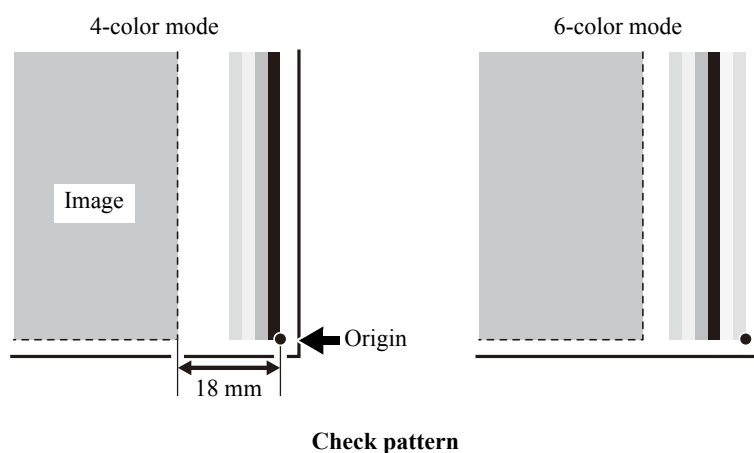 4-color mode
6-color mode
Image
Origin
18 mm
Check pattern